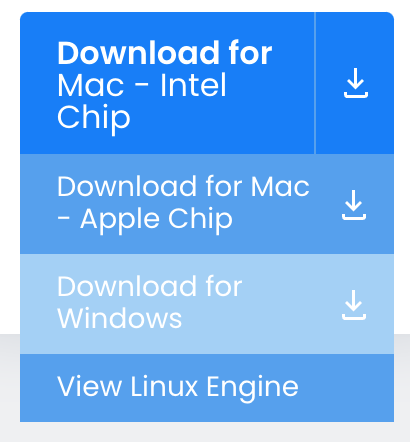 Download for
Mac - Intel
Chip
Download for Mac
- Apple Chip
Download for
Windows
View Linux Engine